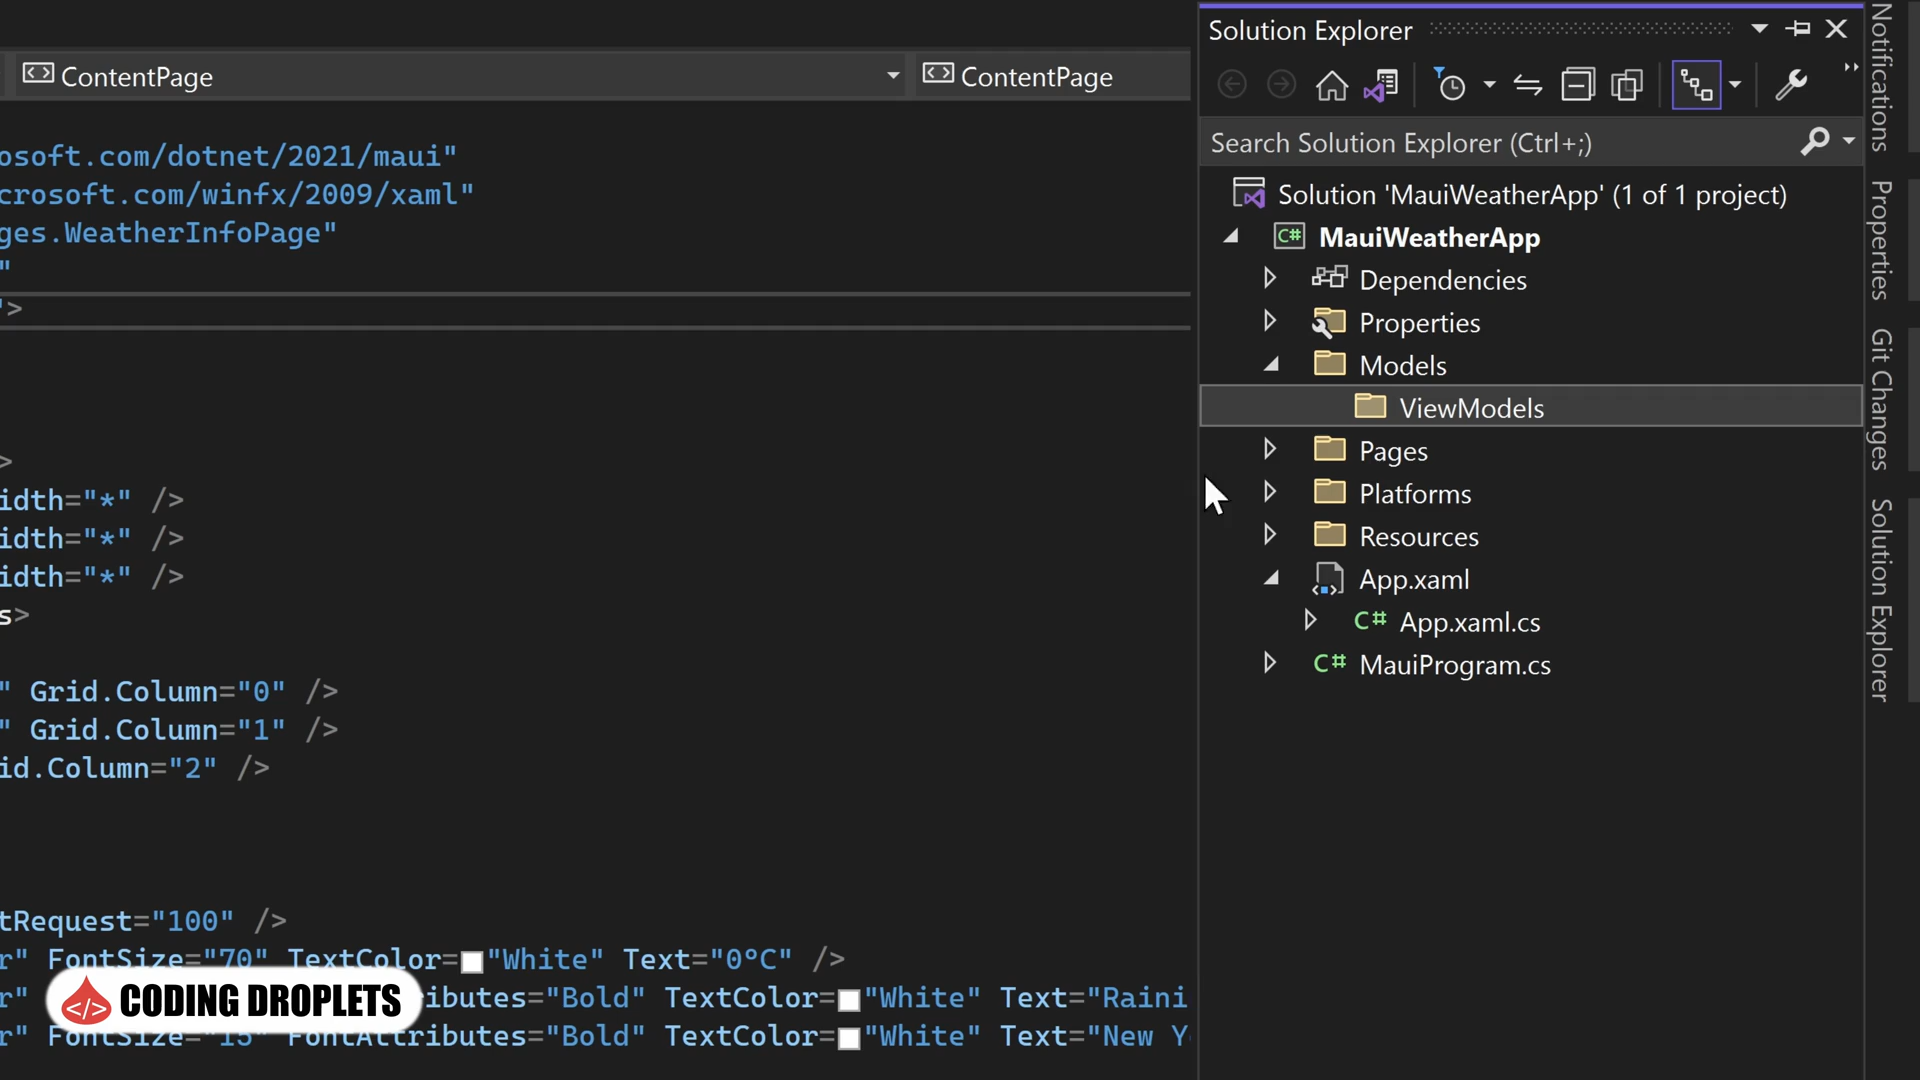 ContentPage
ContentPage
osoft.com/dotnet/2021/maui"
crosoft.com/winfx/2009/xaml"
ges.WeatherInfoPage"
"
">
>
idth="*" />
idth="*" />
idth="*" />
s>
" Grid.Column="0" />
" Grid.Column="1" />
id.Column="2" />
tRequest="100" />
r" FontSize="70" TextColor="White" Text="0°C" />
r" ributes="Bold" TextColor="White" Text="Raini
r" FontSize="15" FontAttributes="Bold" TextColor="White" Text="New Y
</> CODING DROPLETS
Solution Explorer
Search Solution Explorer (Ctrl+;)
Solution 'MauiWeatherApp' (1 of 1 project)
C# MauiWeatherApp
Dependencies
Properties
Models
ViewModels
Pages
Platforms
Resources
App.xaml
C# App.xaml.cs
C# MauiProgram.cs
Notifications
Properties
Git Changes
Solution Explorer